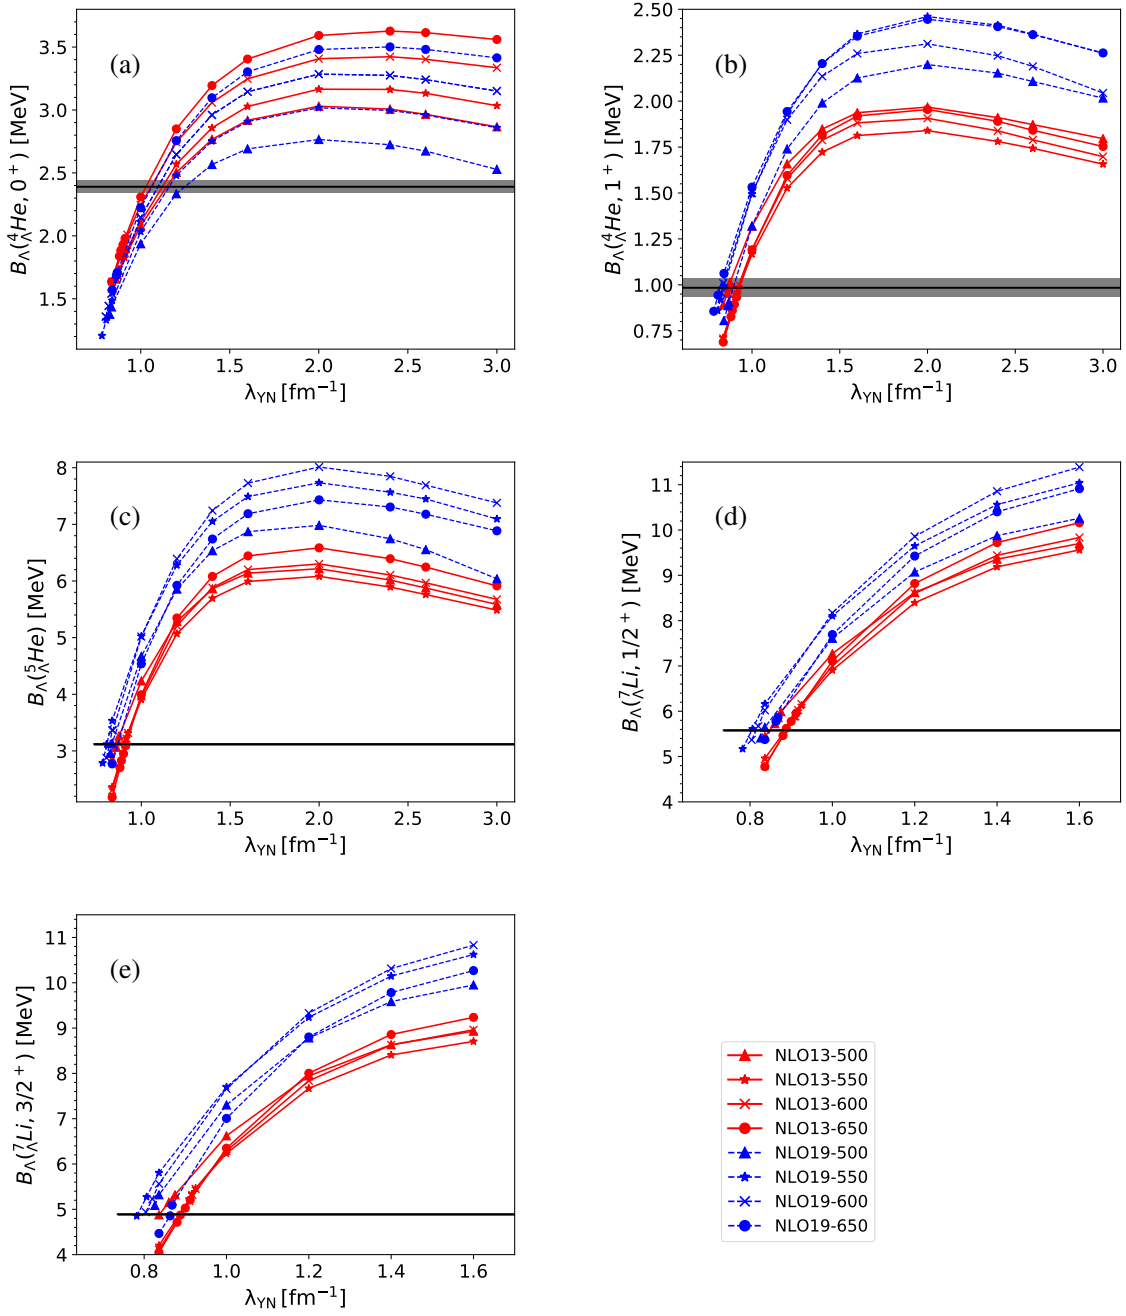 (a)
B_Λ(⁴_ΛHe, 0⁺) [MeV]
3.5
3.0
2.5
2.0
1.5
1.0 1.5 2.0 2.5 3.0
λ_YN [fm⁻¹]
(b)
B_Λ(⁴_ΛHe, 1⁺) [MeV]
2.50
2.25
2.00
1.75
1.50
1.25
1.00
0.75
1.0 1.5 2.0 2.5 3.0
λ_YN [fm⁻¹]
(c)
B_Λ(⁵_ΛHe) [MeV]
8
7
6
5
4
3
1.0 1.5 2.0 2.5 3.0
λ_YN [fm⁻¹]
(d)
B_Λ(⁷_ΛLi, 1/2⁺) [MeV]
11
10
9
8
7
6
5
4
0.8 1.0 1.2 1.4 1.6
λ_YN [fm⁻¹]
(e)
B_Λ(⁷_ΛLi, 3/2⁺) [MeV]
11
10
9
8
7
6
5
4
0.8 1.0 1.2 1.4 1.6
λ_YN [fm⁻¹]
NLO13-500
NLO13-550
NLO13-600
NLO13-650
NLO19-500
NLO19-550
NLO19-600
NLO19-650